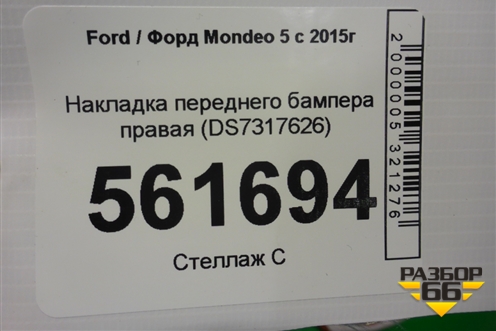 Ford / Форд Mondeo 5 с 2015г
Накладка переднего бампера
правая (DS7317626)
561694
Стеллаж С
2000005321276
РАЗБОР
66